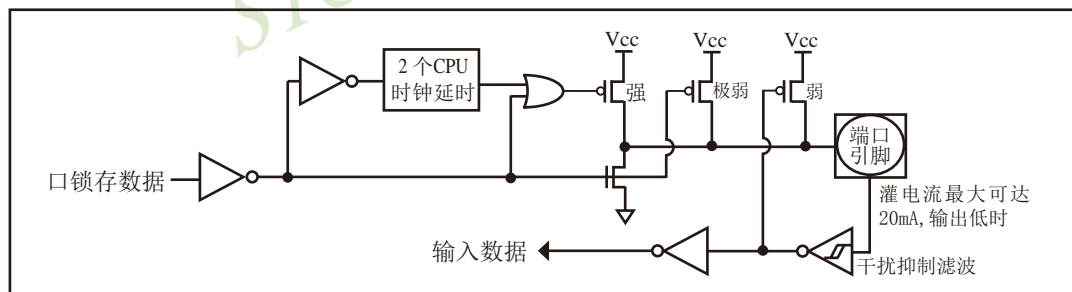 STC
Vcc
Vcc
Vcc
2 个CPU
时钟延时
强
极弱
弱
端口
引脚
口锁存数据
灌电流最大可达
20mA,输出低时
输入数据
干扰抑制滤波